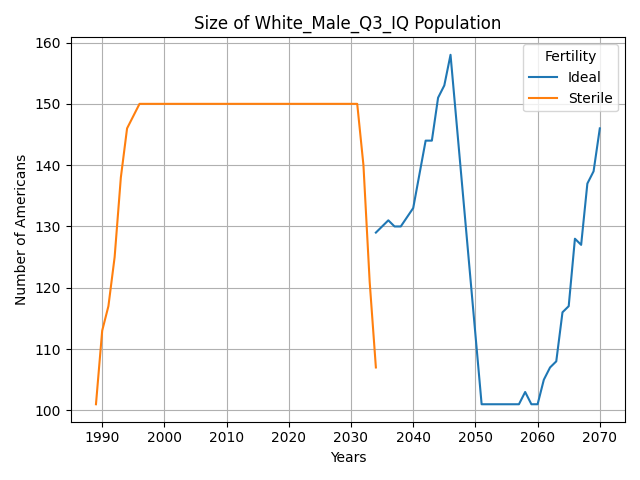 Size of White_Male_Q3_IQ Population
Number of Americans
160
150
140
130
120
110
100
Fertility
Ideal
Sterile
1990 2000 2010 2020 2030 2040 2050 2060 2070
Years